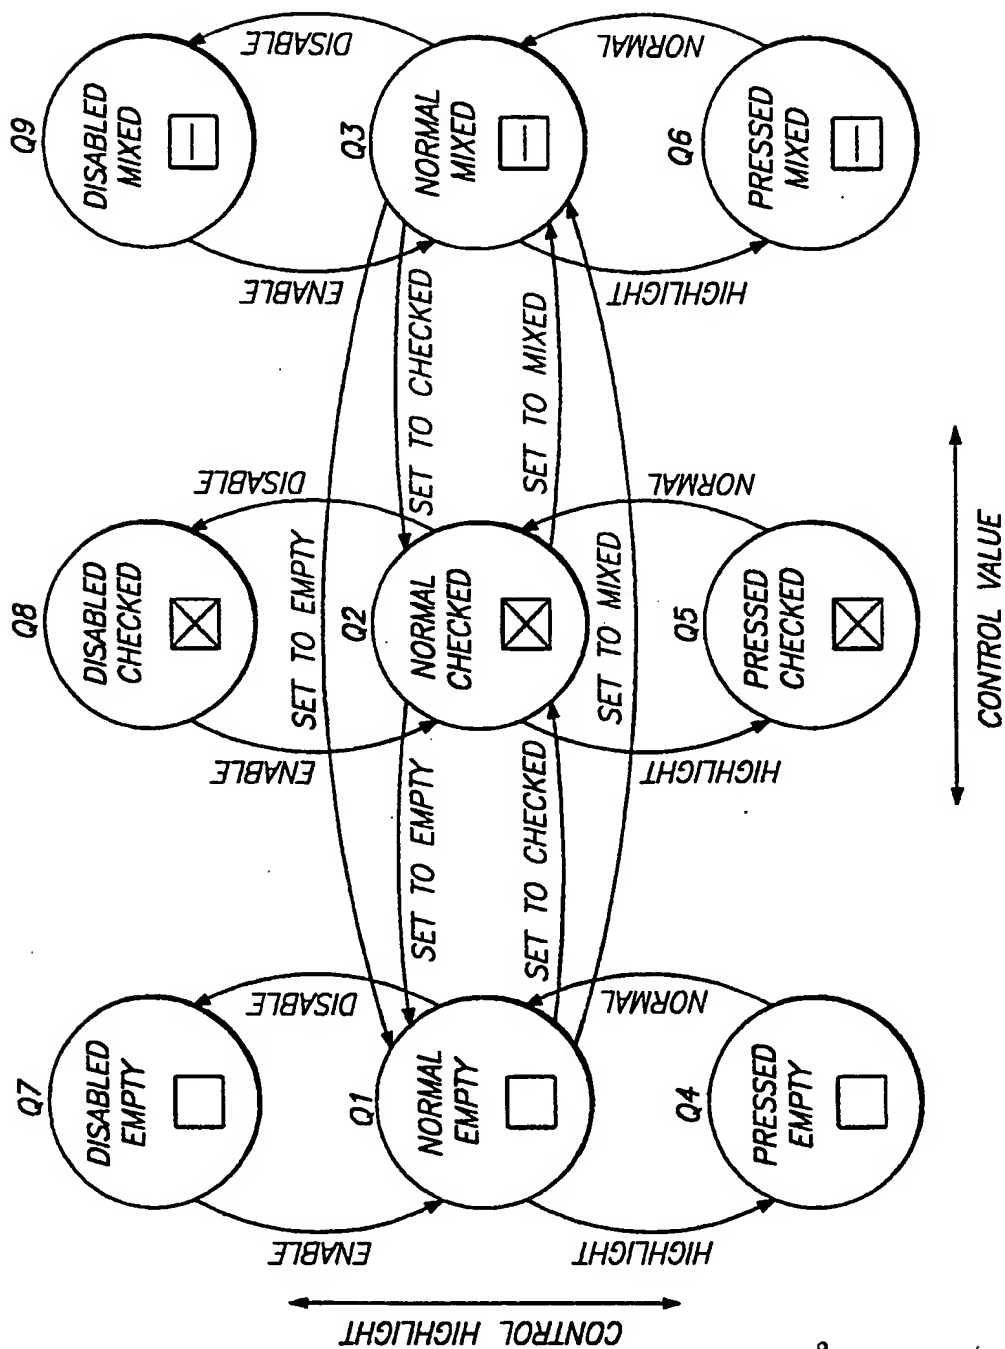 Q7
DISABLED
EMPTY
Q8
DISABLED
CHECKED
Q9
DISABLED
MIXED
ENABLE
DISABLE
ENABLE
DISABLE
ENABLE
DISABLE
SET TO EMPTY
Q1
NORMAL
EMPTY
SET TO EMPTY
Q2
NORMAL
CHECKED
SET TO CHECKED
Q3
NORMAL
MIXED
SET TO CHECKED
SET TO MIXED
SET TO MIXED
HIGHLIGHT
NORMAL
HIGHLIGHT
NORMAL
HIGHLIGHT
NORMAL
Q4
PRESSED
EMPTY
Q5
PRESSED
CHECKED
Q6
PRESSED
MIXED
CONTROL HIGHLIGHT
CONTROL VALUE